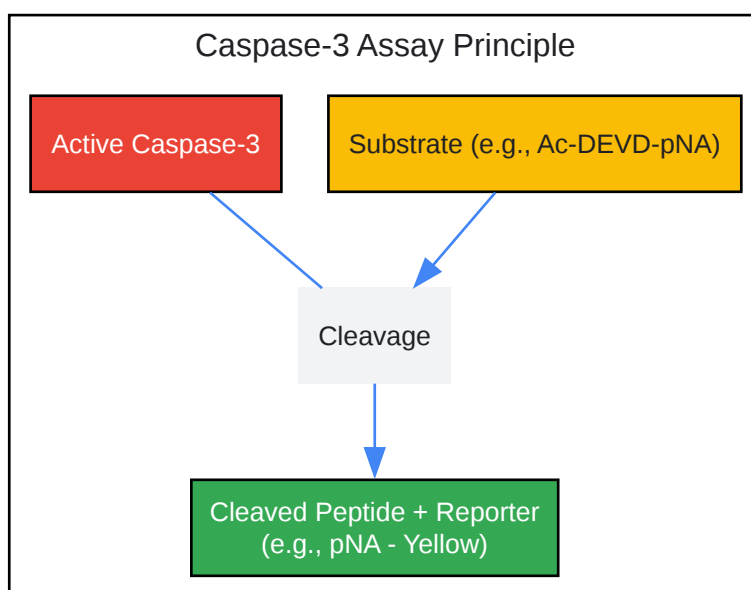 Caspase-3 Assay Principle
Active Caspase-3
Substrate (e.g., Ac-DEVD-pNA)
Cleavage
Cleaved Peptide + Reporter
(e.g., pNA - Yellow)